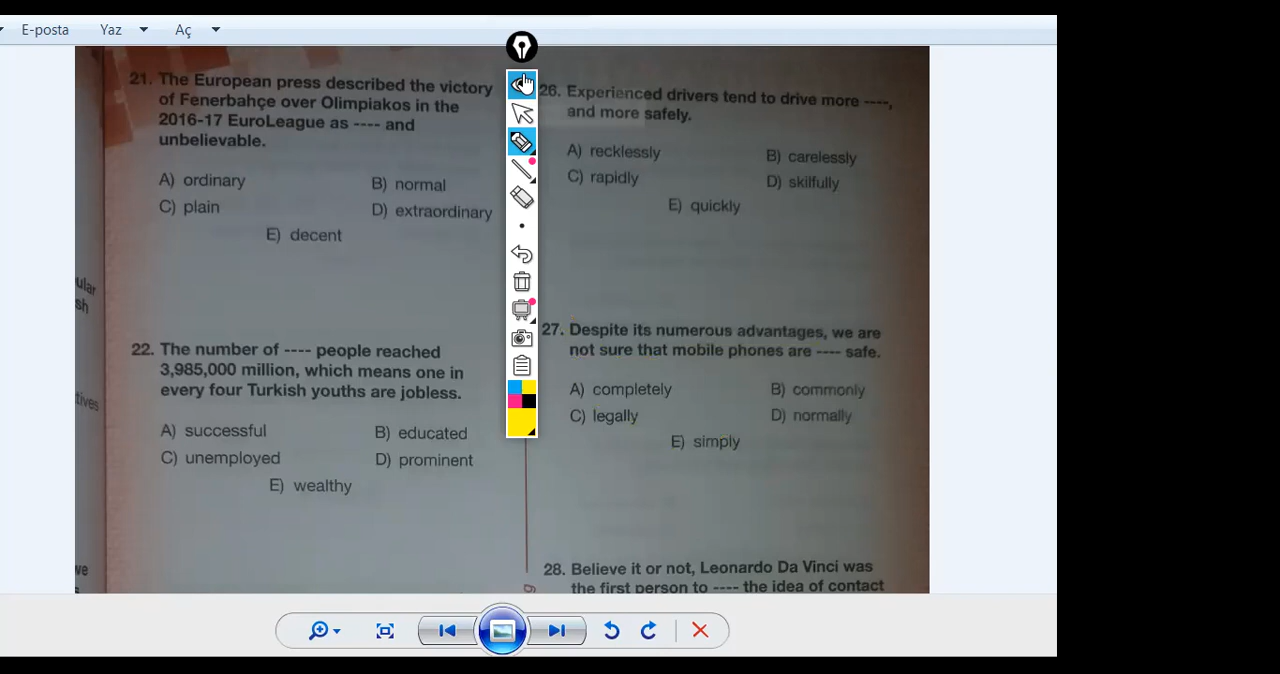 E-posta Yaz Aç
21. The European press described the victory
of Fenerbahçe over Olimpiakos in the
2016-17 EuroLeague as ---- and
unbelievable.
A) ordinary B) normal
C) plain D) extraordinary
E) decent
ular
sh
22. The number of ---- people reached
3,985,000 million, which means one in
every four Turkish youths are jobless.
tives
A) successful B) educated
C) unemployed D) prominent
E) wealthy
we
26. Experienced drivers tend to drive more ----,
and more safely.
A) recklessly B) carelessly
C) rapidly D) skilfully
E) quickly
27. Despite its numerous advantages, we are
not sure that mobile phones are ---- safe.
A) completely B) commonly
C) legally D) normally
E) simply
28. Believe it or not, Leonardo Da Vinci was
the first person to ---- the idea of contact